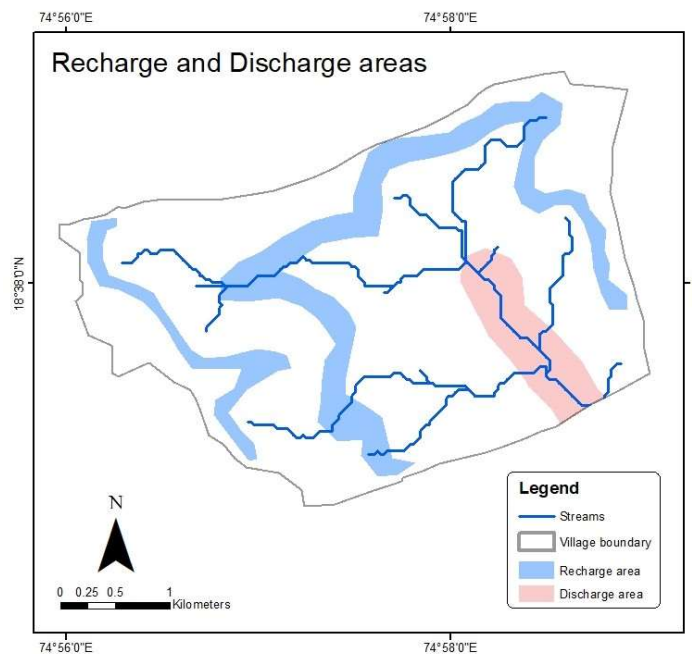 74°56'0"E 74°58'0"E
Recharge and Discharge areas
18°38'0"N
N
0 0.25 0.5 1
Kilometers
Legend
Streams
Village boundary
Recharge area
Discharge area
74°56'0"E 74°58'0"E